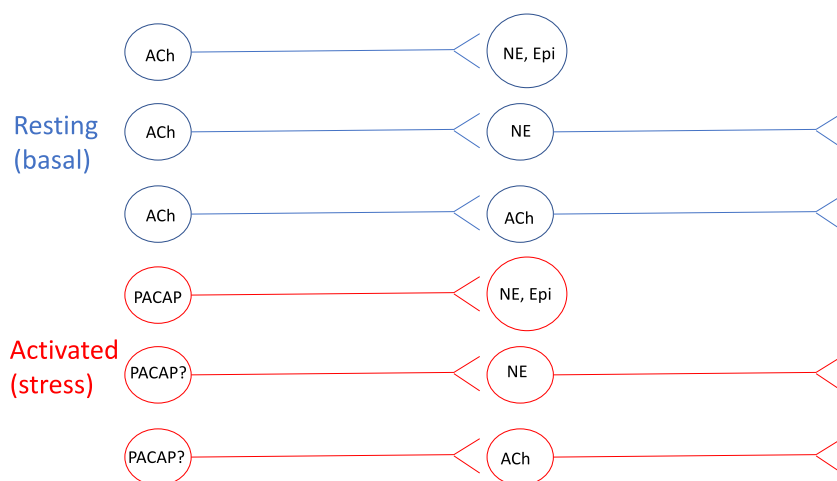 ACh
NE, Epi
Resting
(basal)
ACh
NE
ACh
ACh
PACAP
NE, Epi
Activated
(stress)
PACAP?
NE
PACAP?
ACh